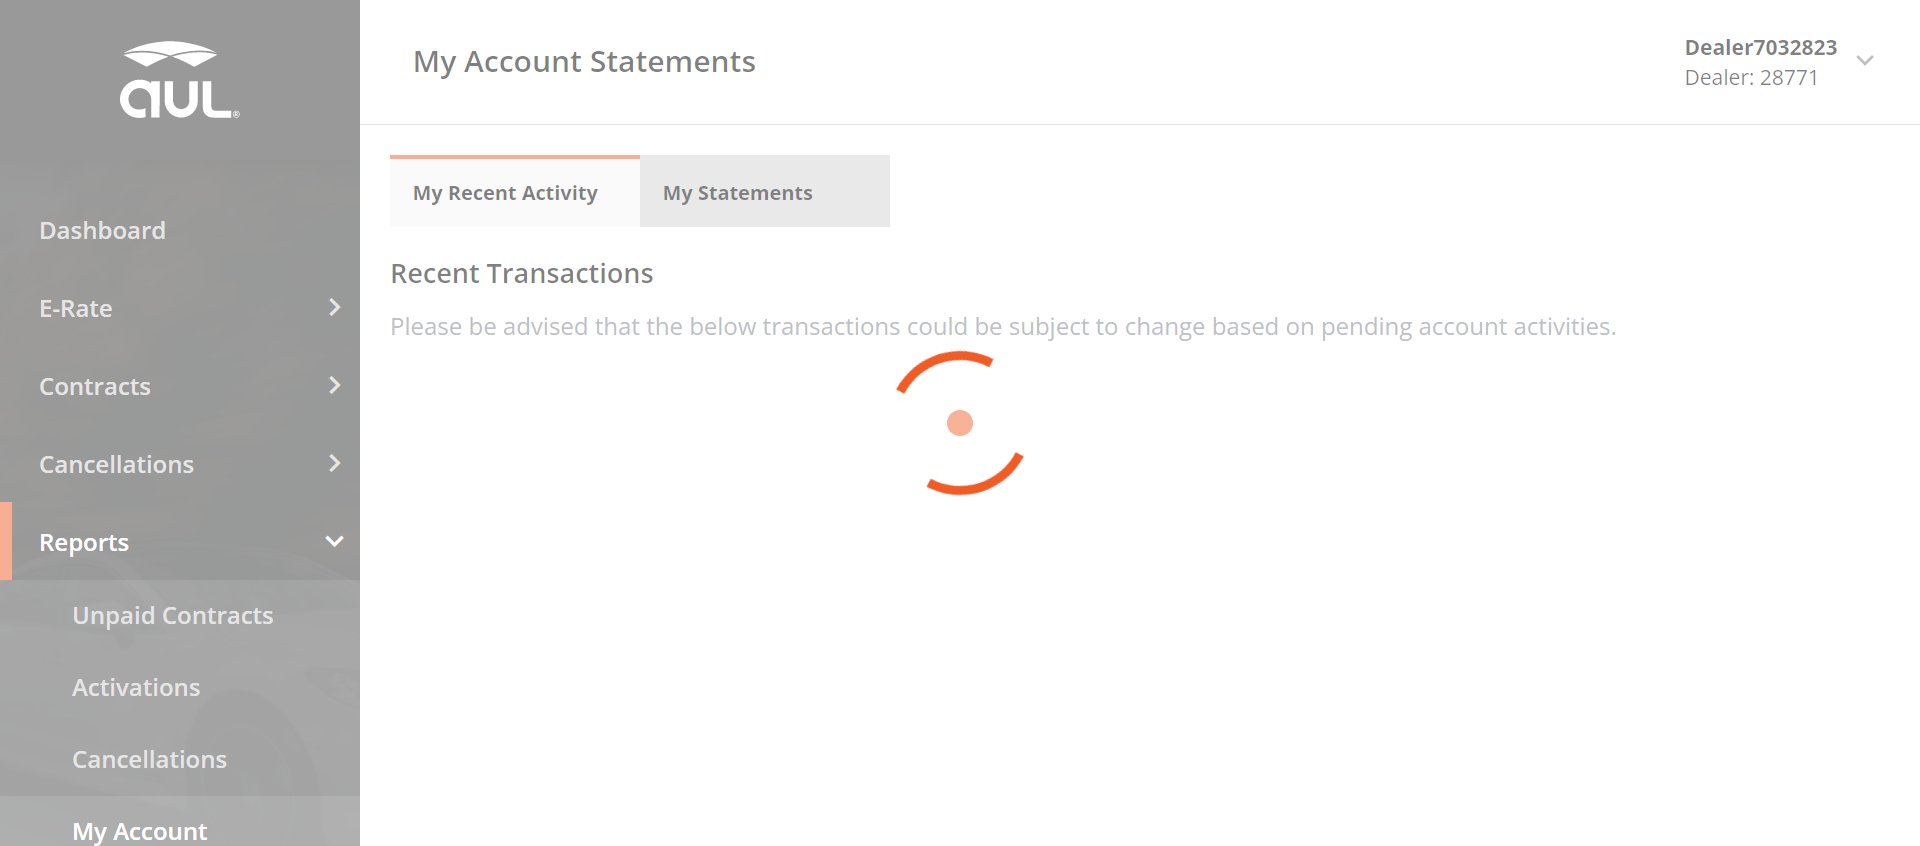 aul®
Dashboard
E-Rate
Contracts
Cancellations
Reports
Unpaid Contracts
Activations
Cancellations
My Account
My Account Statements
Dealer7032823
Dealer: 28771
My Recent Activity
My Statements
Recent Transactions
Please be advised that the below transactions could be subject to change based on pending account activities.